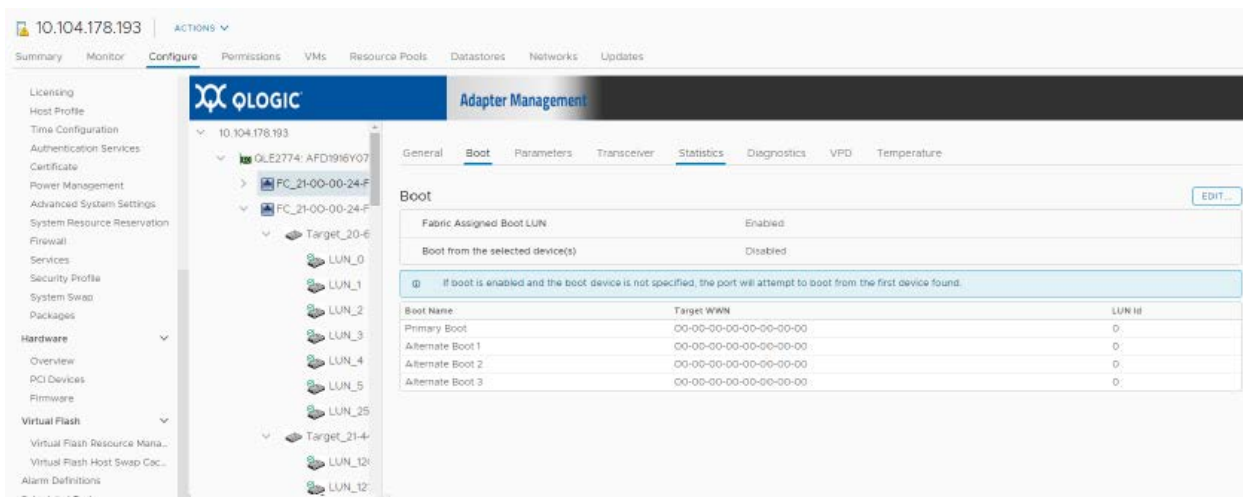 10.104.178.193 ACTIONS
Summary Monitor Configure Permissions VMs Resource Pools Datastores Networks Updates
Licensing
Host Profile
Time Configuration
Authentication Services
Certificate
Power Management
Advanced System Settings
System Resource Reservation
Firewall
Services
Security Profile
System Swap
Packages
Hardware
Overview
PCI Devices
Firmware
Virtual Flash
Virtual Flash Resource Mana...
Virtual Flash Host Swap Cac...
Alarm Definitions
QLOGIC Adapter Management
10.104.178.193
QLE2774: AFD1916Y07
FC_21-00-00-24-F
FC_21-00-00-24-F
Target_20-6
LUN_0
LUN_1
LUN_2
LUN_3
LUN_4
LUN_5
LUN_25
Target_21-4
LUN_12
LUN_12
General Boot Parameters Transceiver Statistics Diagnostics VPD Temperature
Boot EDIT...
Fabric Assigned Boot LUN Enabled
Boot from the selected device(s) Disabled
If boot is enabled and the boot device is not specified, the port will attempt to boot from the first device found.
Boot Name Target WWN LUN Id
Primary Boot 00-00-00-00-00-00-00-00 0
Alternate Boot 1 00-00-00-00-00-00-00-00 0
Alternate Boot 2 00-00-00-00-00-00-00-00 0
Alternate Boot 3 00-00-00-00-00-00-00-00 0